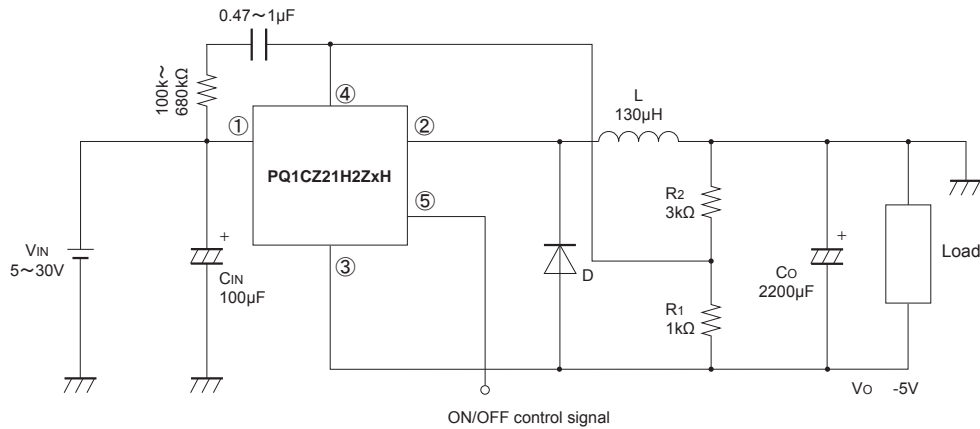 0.47～1µF
100k～
680kΩ
④
①
②
PQ1CZ21H2ZxH
⑤
③
L
130µH
R2
3kΩ
R1
1kΩ
VIN
5～30V
+
CIN
100µF
D
+
CO
2200µF
Load
VO -5V
ON/OFF control signal